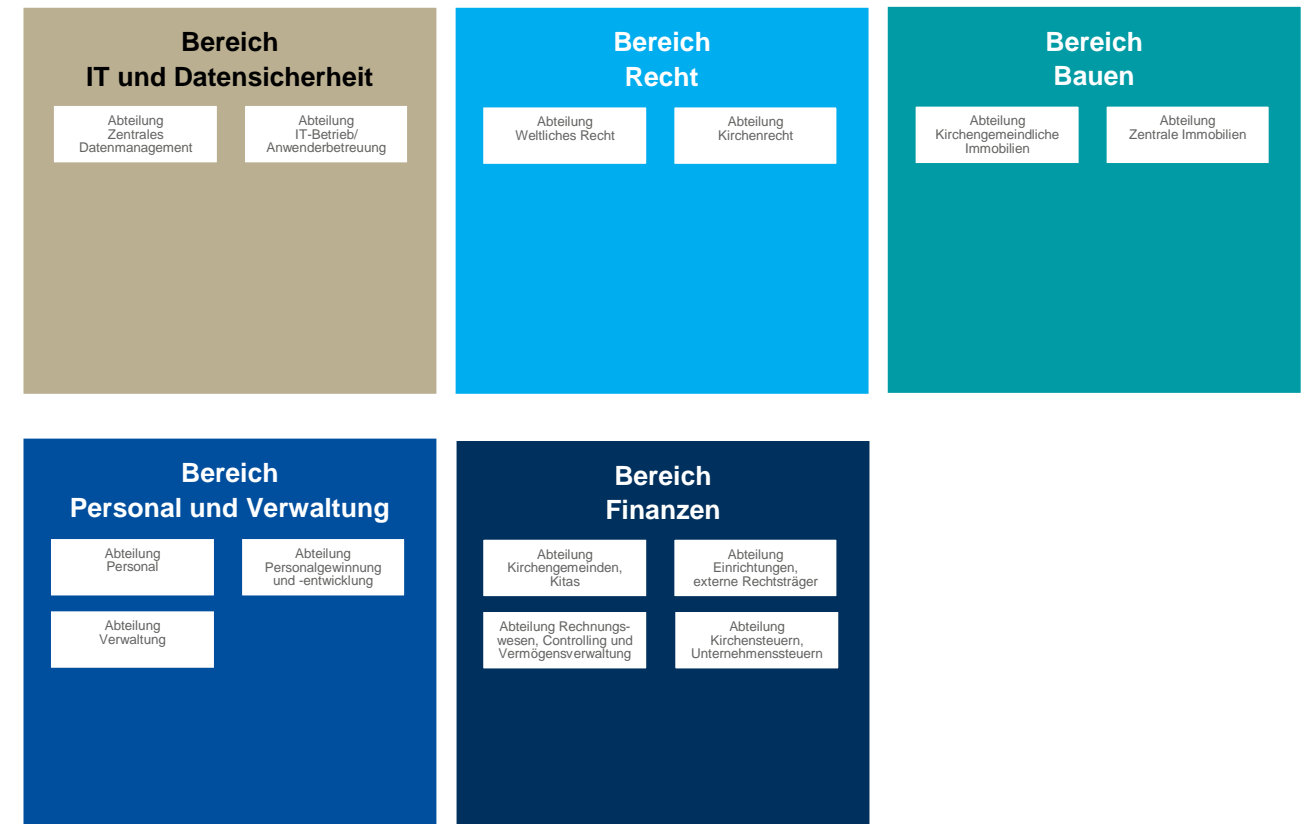 Bereich
IT und Datensicherheit
Abteilung
Zentrales
Datenmanagement
Abteilung
IT-Betrieb/
Anwenderbetreuung
Bereich
Recht
Abteilung
Weltliches Recht
Abteilung
Kirchenrecht
Bereich
Bauen
Abteilung
Kirchengemeindliche
Immobilien
Abteilung
Zentrale Immobilien
Bereich
Personal und Verwaltung
Abteilung
Personal
Abteilung
Personalgewinnung
und -entwicklung
Abteilung
Verwaltung
Bereich
Finanzen
Abteilung
Kirchengemeinden,
Kitas
Abteilung
Einrichtungen,
externe Rechtsträger
Abteilung Rechnungs-
wesen, Controlling und
Vermögensverwaltung
Abteilung
Kirchensteuern,
Unternehmenssteuern